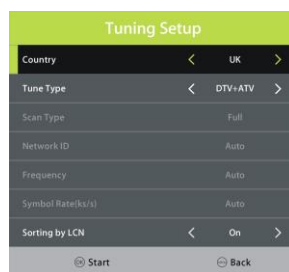 Tuning Setup
Country < UK >
Tune Type < DTV+ATV >
Scan Type Full
Network ID Auto
Frequency Auto
Symbol Rate(ks/s) Auto
Sorting by LCN < On >
Start Back